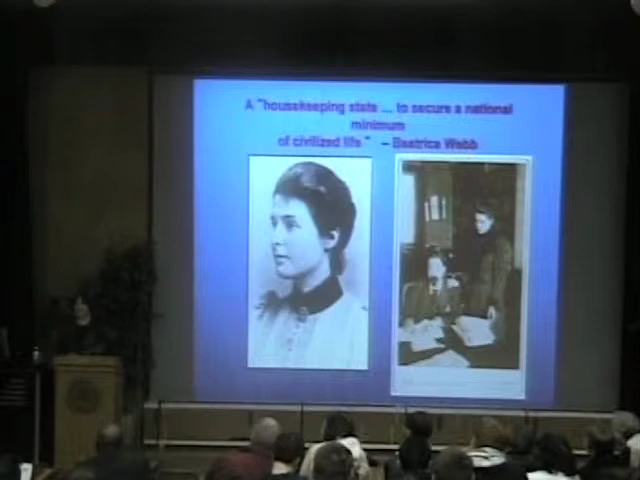 A "housekeeping state ... to secure a national
minimum
of civilized life " – Beatrice Webb